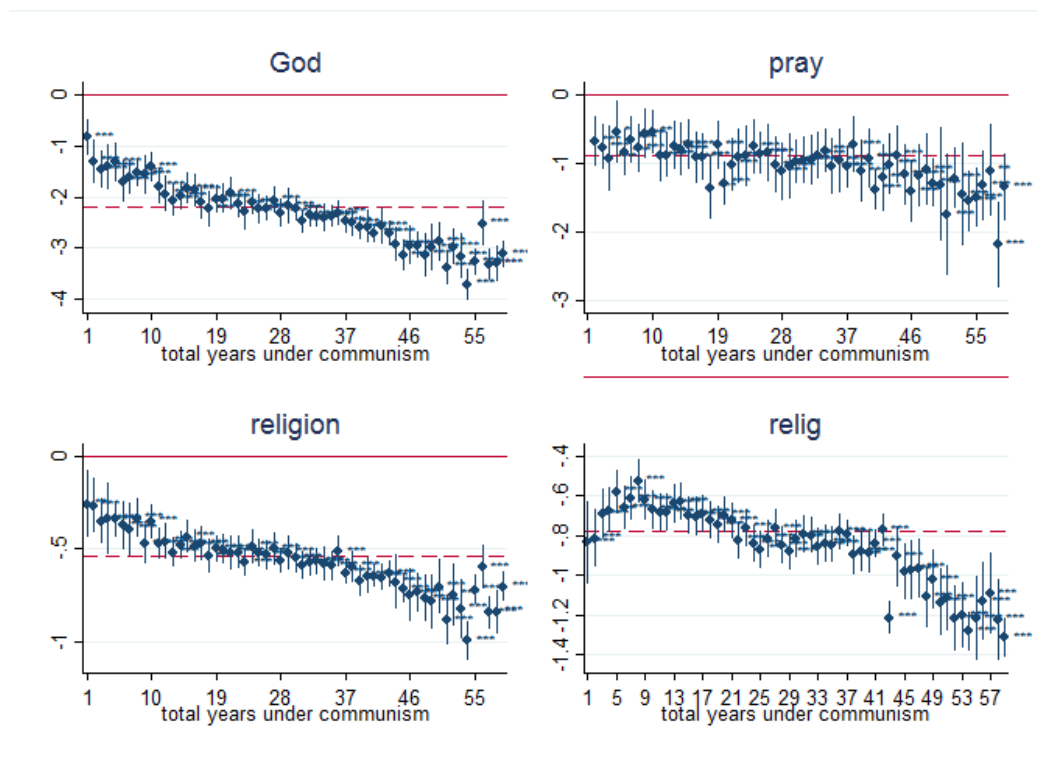 God
0
-1
-2
-3
-4
1 10 19 28 37 46 55
total years under communism
pray
0
-1
-2
-3
1 10 19 28 37 46 55
total years under communism
religion
0
-.5
-1
1 10 19 28 37 46 55
total years under communism
relig
-.4
-.6
-.8
-1
-1.2
-1.4
1 5 9 13 17 21 25 29 33 37 41 45 49 53 57
total years under communism